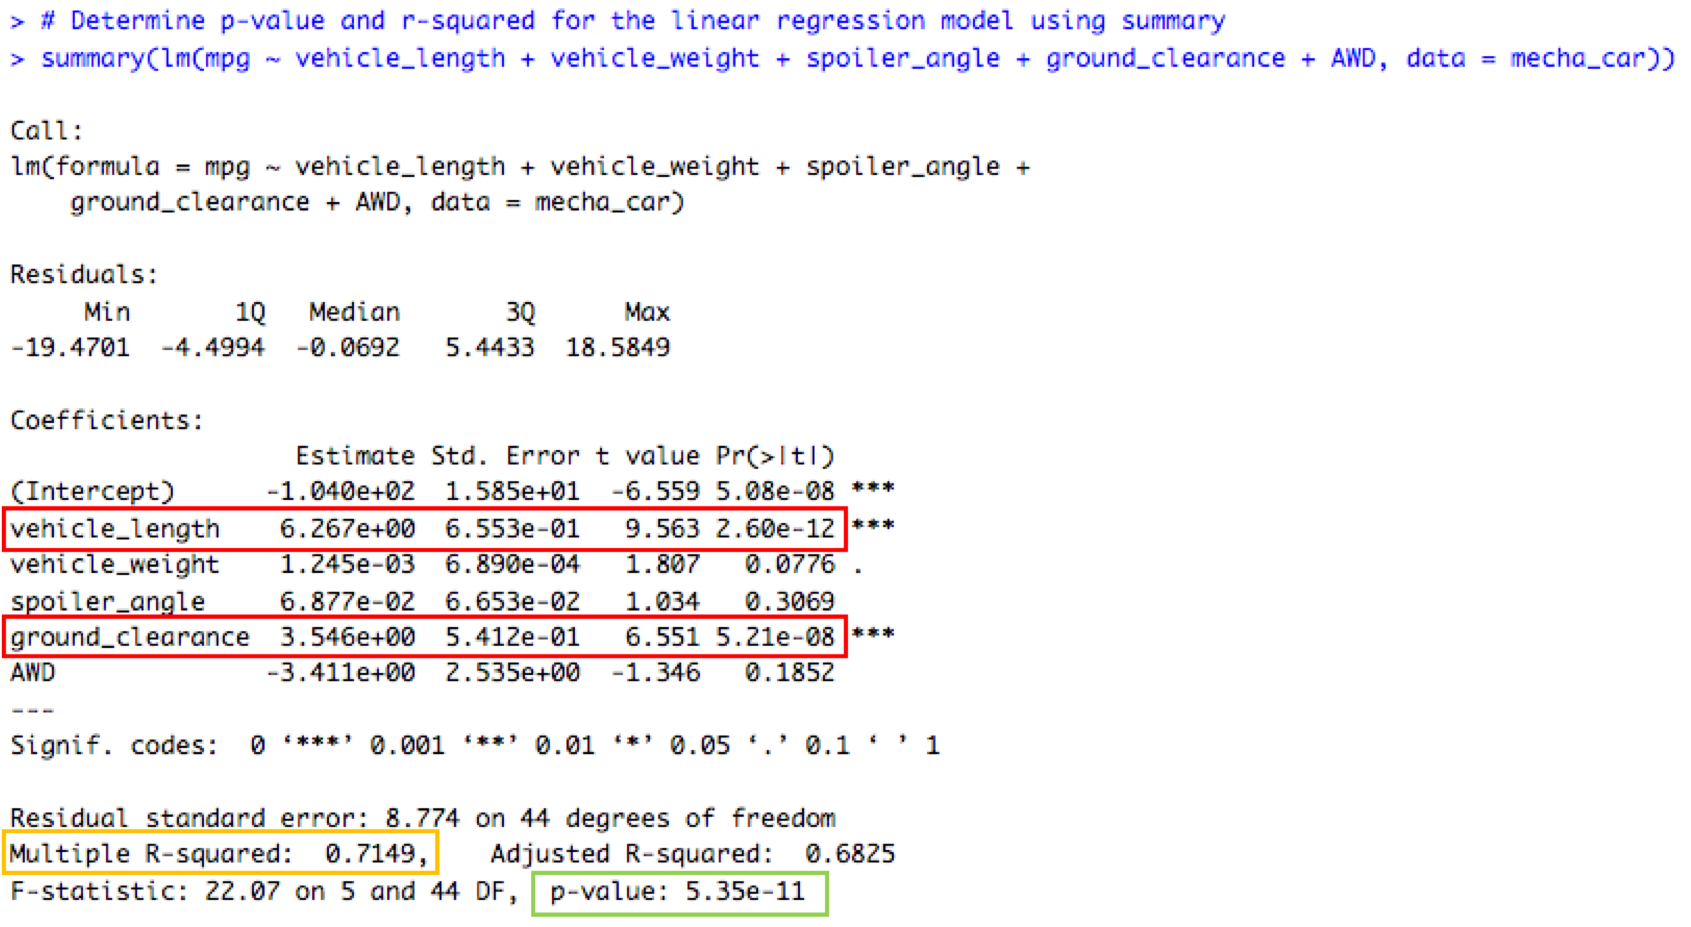 > # Determine p-value and r-squared for the linear regression model using summary
> summary(lm(mpg ~ vehicle_length + vehicle_weight + spoiler_angle + ground_clearance + AWD, data = mecha_car))
Call:
lm(formula = mpg ~ vehicle_length + vehicle_weight + spoiler_angle +
    ground_clearance + AWD, data = mecha_car)
Residuals:
     Min       1Q   Median       3Q      Max
-19.4701  -4.4994  -0.0692   5.4433  18.5849
Coefficients:
                   Estimate Std. Error t value Pr(>|t|)
(Intercept)      -1.040e+02  1.585e+01  -6.559 5.08e-08 ***
vehicle_length    6.267e+00  6.553e-01   9.563 2.60e-12 ***
vehicle_weight    1.245e-03  6.890e-04   1.807   0.0776 .
spoiler_angle     6.877e-02  6.653e-02   1.034   0.3069
ground_clearance  3.546e+00  5.412e-01   6.551 5.21e-08 ***
AWD              -3.411e+00  2.535e+00  -1.346   0.1852
---
Signif. codes:  0 ‘***’ 0.001 ‘**’ 0.01 ‘*’ 0.05 ‘.’ 0.1 ‘ ’ 1
Residual standard error: 8.774 on 44 degrees of freedom
Multiple R-squared:  0.7149,    Adjusted R-squared:  0.6825
F-statistic: 22.07 on 5 and 44 DF,  p-value: 5.35e-11